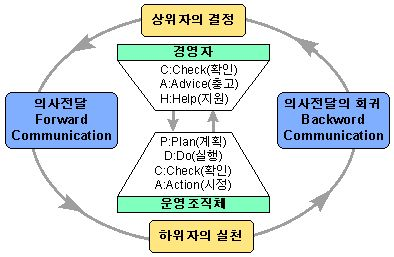 상위자의 결정
경영자
C:Check(확인)
A:Advice(충고)
H:Help(지원)
의사전달
Forward
Communication
의사전달의 회귀
Backword
Communication
P:Plan(계획)
D:Do(실행)
C:Check(확인)
A:Action(시정)
운영조직체
하위자의 실천